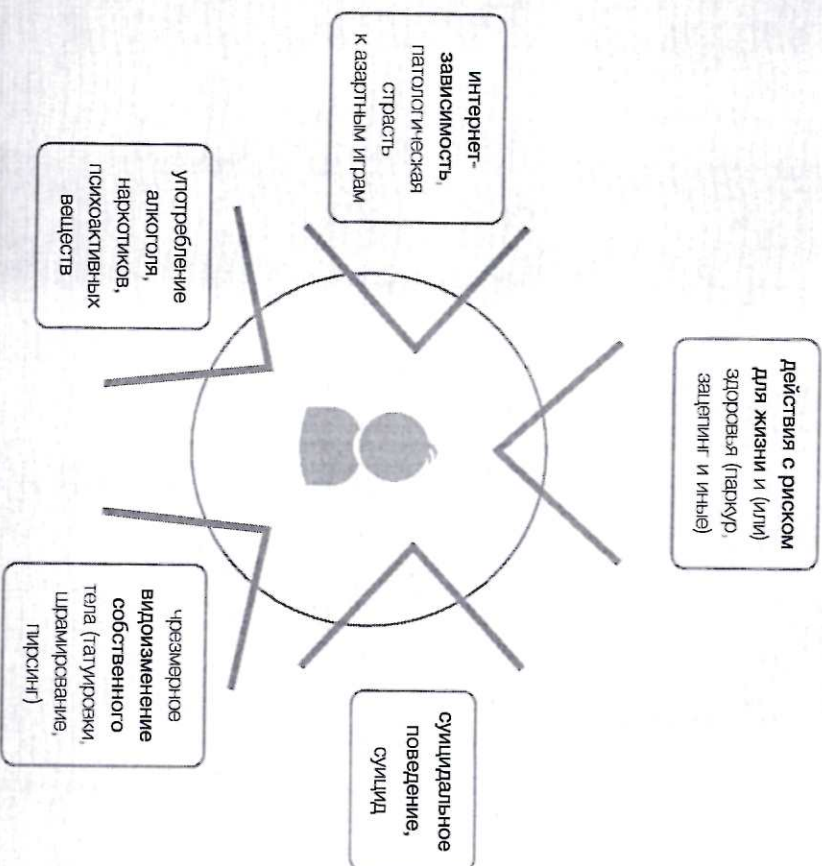 действия с риском
для жизни и (или)
здоровья (паркур,
зацепинг и иные)
интернет-
зависимость,
патологическая
страсть
к азартным играм
суицидальное
поведение,
суицид
употребление
алкоголя,
наркотиков,
психоактивных
веществ
чрезмерное
видоизменение
собственного
тела (татуировки,
шрамирование,
пирсинг)